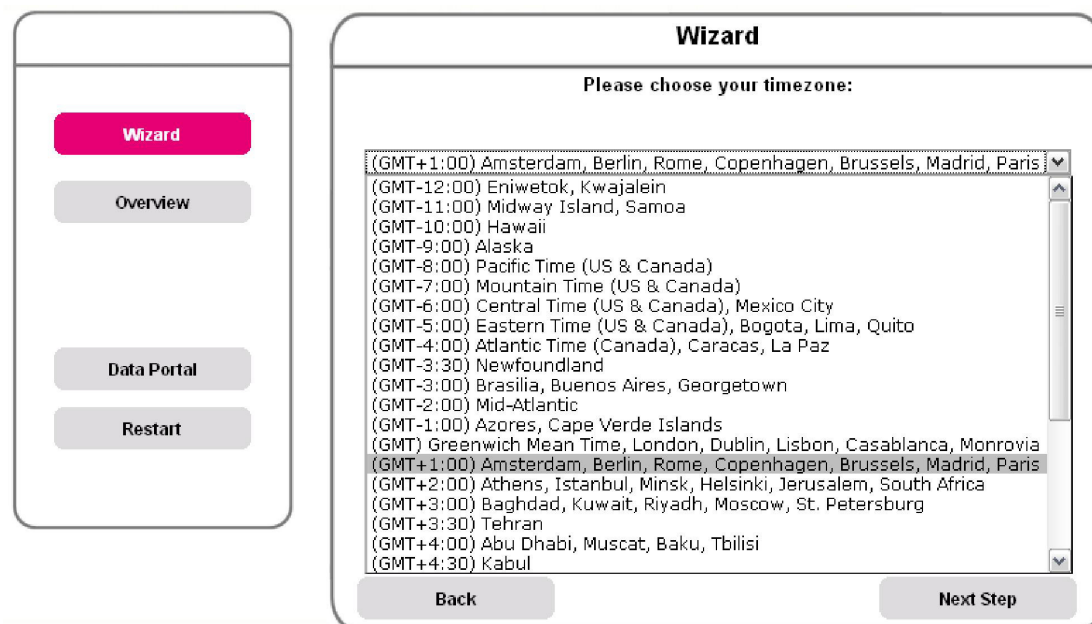 Wizard
Overview
Data Portal
Restart
Wizard
Please choose your timezone:
(GMT+1:00) Amsterdam, Berlin, Rome, Copenhagen, Brussels, Madrid, Paris
(GMT-12:00) Eniwetok, Kwajalein
(GMT-11:00) Midway Island, Samoa
(GMT-10:00) Hawaii
(GMT-9:00) Alaska
(GMT-8:00) Pacific Time (US & Canada)
(GMT-7:00) Mountain Time (US & Canada)
(GMT-6:00) Central Time (US & Canada), Mexico City
(GMT-5:00) Eastern Time (US & Canada), Bogota, Lima, Quito
(GMT-4:00) Atlantic Time (Canada), Caracas, La Paz
(GMT-3:30) Newfoundland
(GMT-3:00) Brasilia, Buenos Aires, Georgetown
(GMT-2:00) Mid-Atlantic
(GMT-1:00) Azores, Cape Verde Islands
(GMT) Greenwich Mean Time, London, Dublin, Lisbon, Casablanca, Monrovia
(GMT+1:00) Amsterdam, Berlin, Rome, Copenhagen, Brussels, Madrid, Paris
(GMT+2:00) Athens, Istanbul, Minsk, Helsinki, Jerusalem, South Africa
(GMT+3:00) Baghdad, Kuwait, Riyadh, Moscow, St. Petersburg
(GMT+3:30) Tehran
(GMT+4:00) Abu Dhabi, Muscat, Baku, Tbilisi
(GMT+4:30) Kabul
Back
Next Step